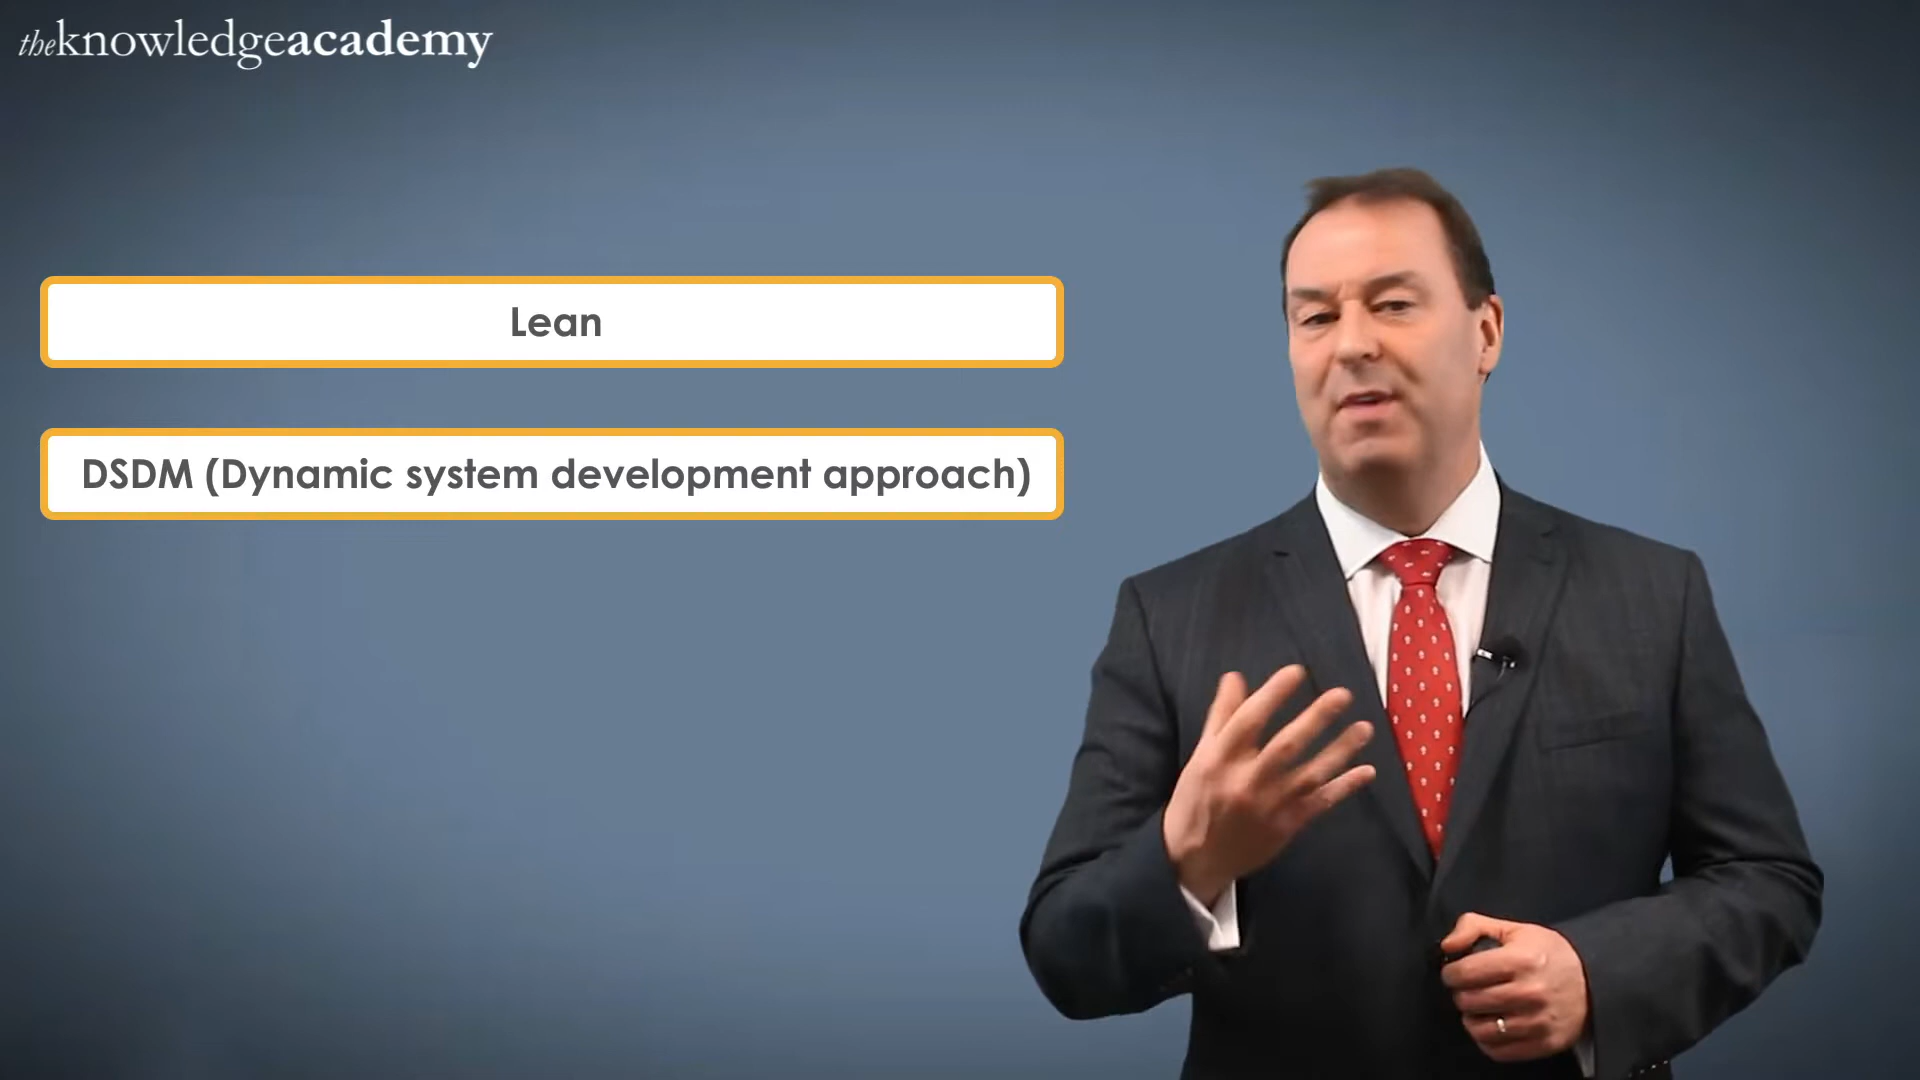 theknowledgeacademy
Lean
DSDM (Dynamic system development approach)